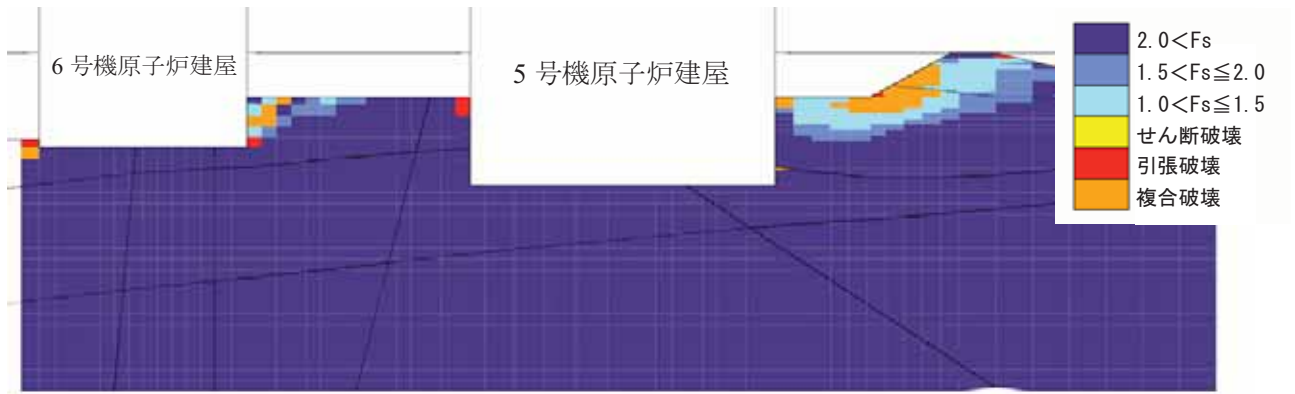 6 号機原子炉建屋
5 号機原子炉建屋
2.0<Fs
1.5<Fs≦2.0
1.0<Fs≦1.5
せん断破壊
引張破壊
複合破壊